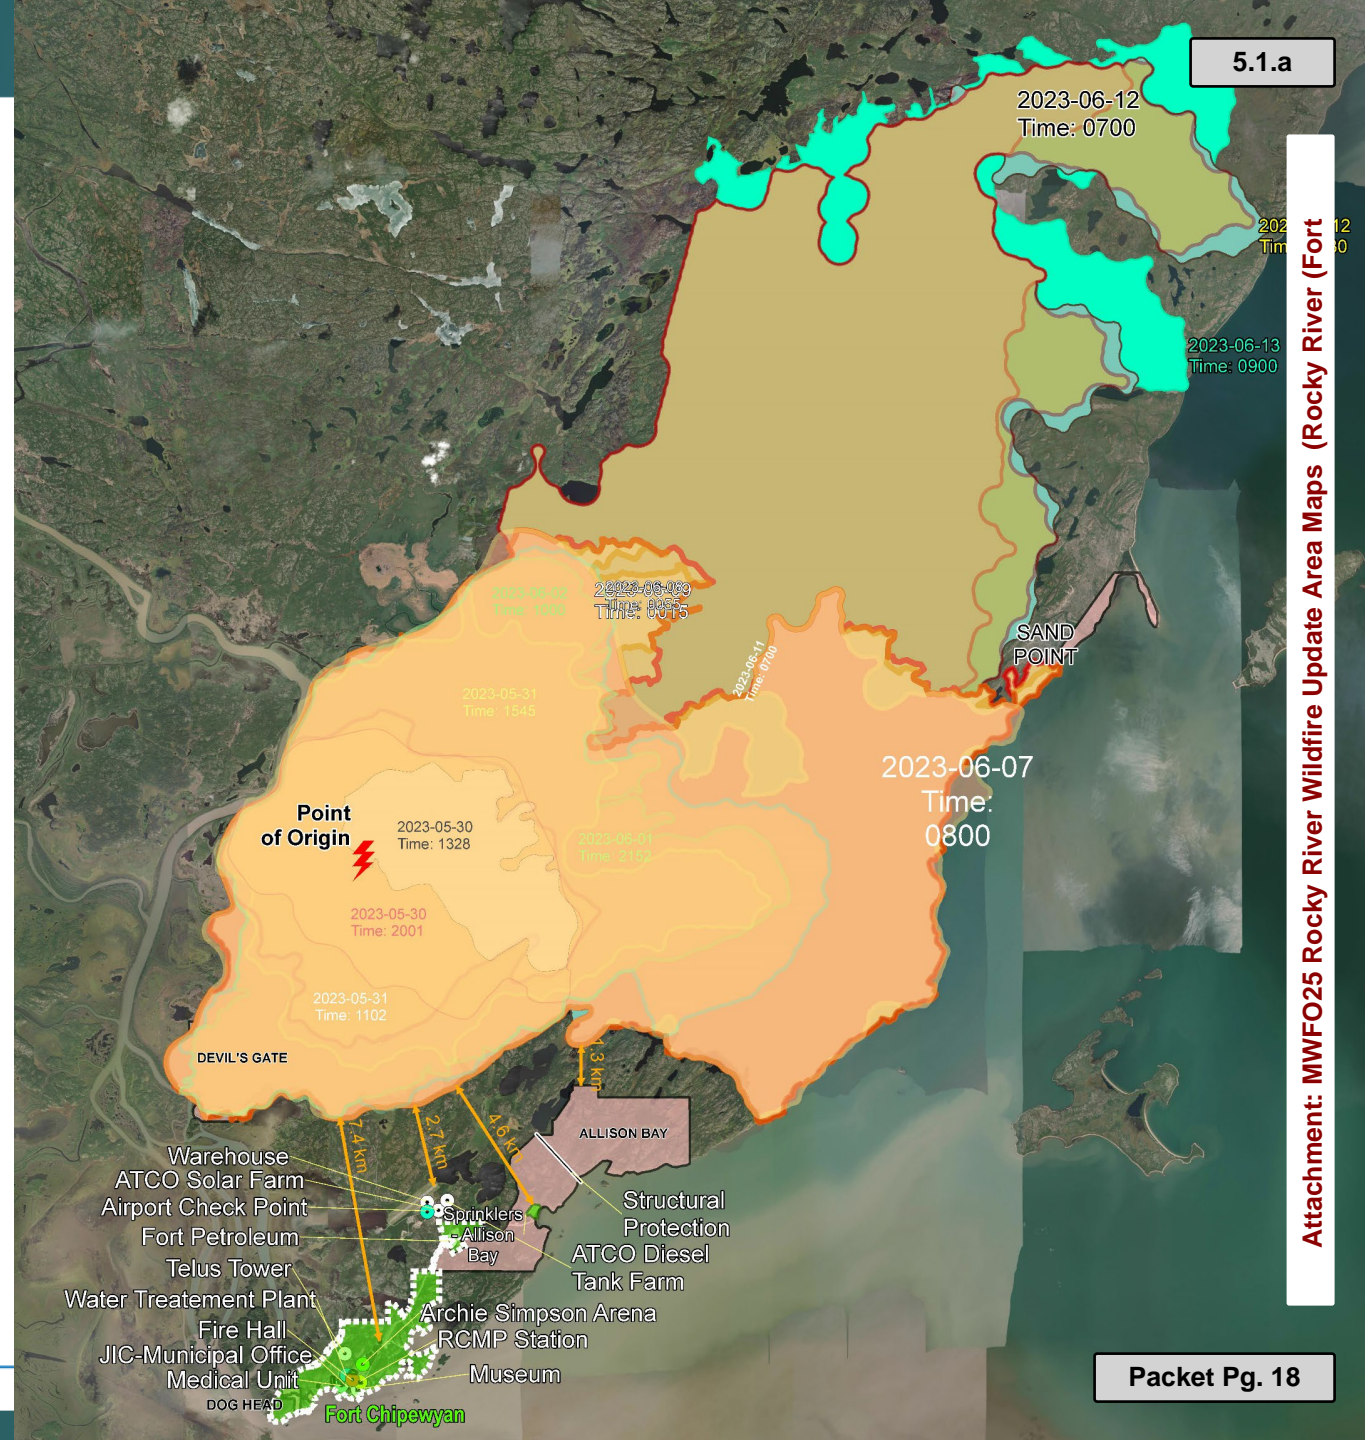 5.1.a
2023-06-12
Time: 0700
2023-06-13
Time: 0900
Attachment: MWFO25 Rocky River Wildfire Update Area Maps (Rocky River (Fort
Time: 0015
2023-06-11
Time: 0700
SAND
POINT
2023-05-31
Time: 1545
2023-06-07
Time:
0800
Point
of Origin
2023-05-30
Time: 1328
2023-06-01
Time: 2152
2023-05-30
Time: 2001
2023-05-31
Time: 1102
DEVIL'S GATE
1.3 km
4.6 km
2.7 km
7.4 km
ALLISON BAY
Warehouse
ATCO Solar Farm
Airport Check Point
Fort Petroleum
Telus Tower
Water Treatement Plant
Fire Hall
JIC-Municipal Office
Medical Unit
DOG HEAD
Fort Chipewyan
Sprinklers
- Allison
Bay
Structural
Protection
ATCO Diesel
Tank Farm
Archie Simpson Arena
RCMP Station
Museum
Packet Pg. 18